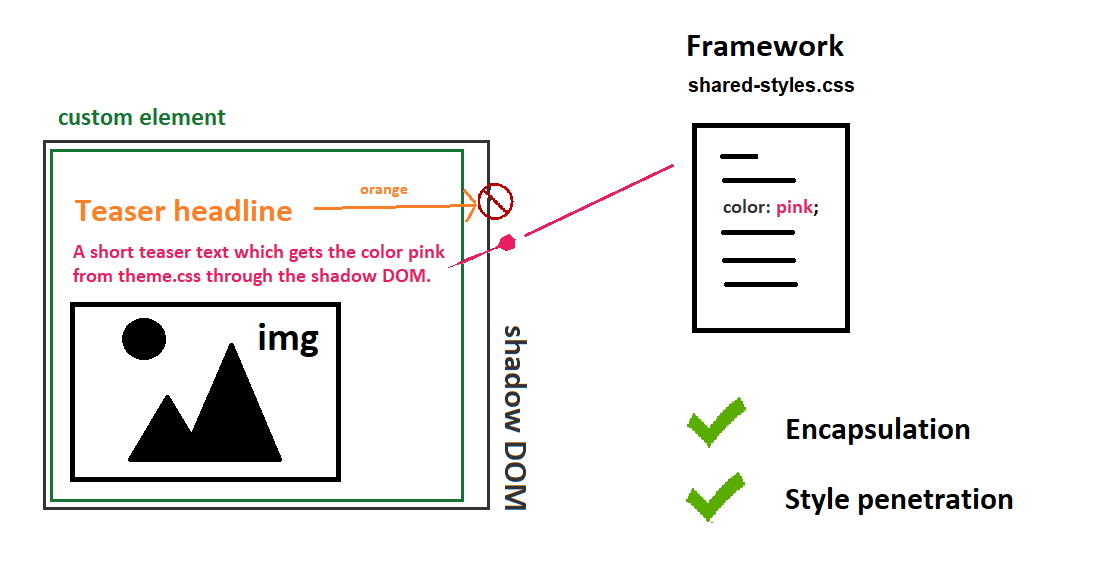 Framework
shared-styles.css
custom element
orange
Teaser headline
color: pink;
A short teaser text which gets the color pink
from theme.css through the shadow DOM.
img
shadow DOM
Encapsulation
Style penetration